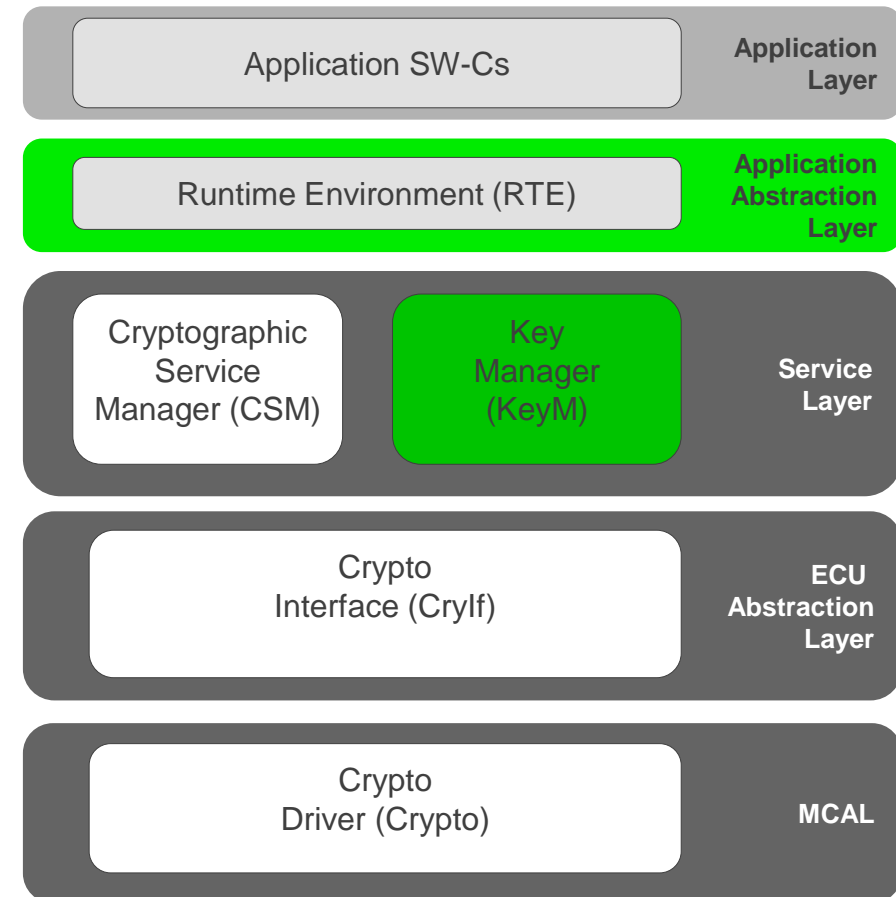 Application SW-Cs
Application
Layer
Runtime Environment (RTE)
Application
Abstraction
Layer
Cryptographic
Service
Manager (CSM)
Key
Manager
(KeyM)
Service
Layer
Crypto
Interface (CryIf)
ECU
Abstraction
Layer
Crypto
Driver (Crypto)
MCAL